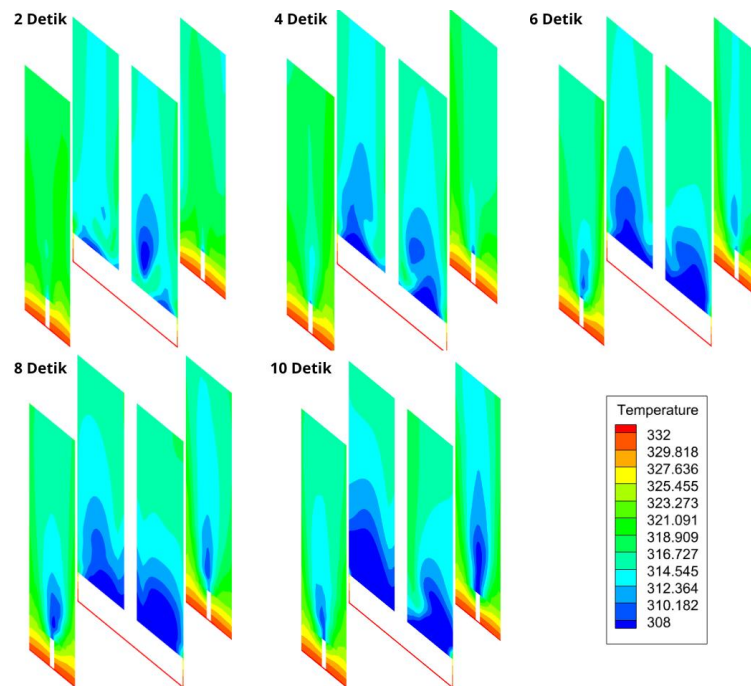 2 Detik
4 Detik
6 Detik
8 Detik
10 Detik
Temperature
332
329.818
327.636
325.455
323.273
321.091
318.909
316.727
314.545
312.364
310.182
308